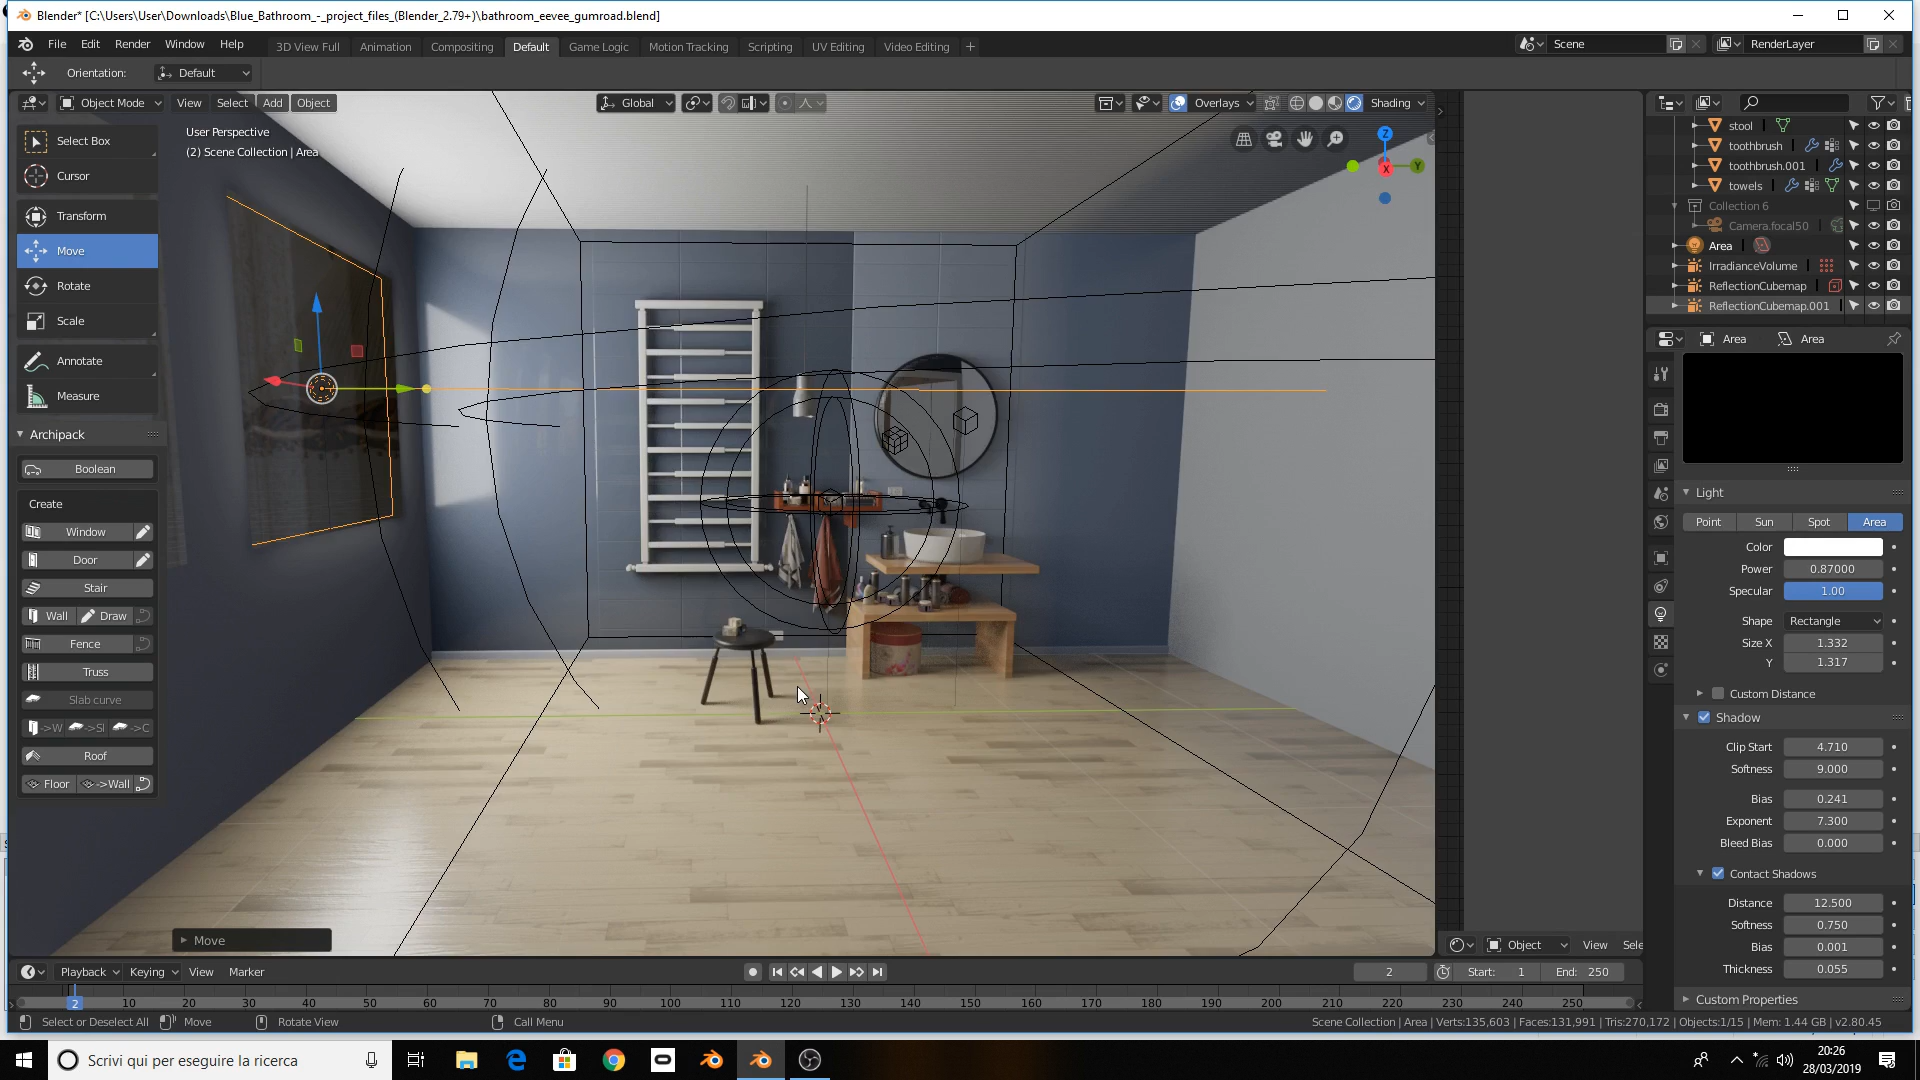 Blender* [C:\Users\User\Downloads\Blue_Bathroom_-_project_files_(Blender_2.79+)\bathroom_eevee_gumroad.blend]
File Edit Render Window Help 3D View Full Animation Compositing Default Game Logic Motion Tracking Scripting UV Editing Video Editing + Scene RenderLayer
Orientation: Default
Object Mode View Select Add Object Global Overlays Shading
User Perspective
(2) Scene Collection | Area
Select Box
Cursor
Transform
Move
Rotate
Scale
Annotate
Measure
Archipack
Boolean
Create
Window
Door
Stair
Wall Draw
Fence
Truss
Slab curve
->W ->Sl ->C
Roof
Floor ->Wall
Move
Z
Y
X
stool
toothbrush
toothbrush.001
towels
Collection 6
Camera.focal50
Area
IrradianceVolume
ReflectionCubemap
ReflectionCubemap.001
Area Area
Light
Point Sun Spot Area
Color
Power 0.87000
Specular 1.00
Shape Rectangle
Size X 1.332
Y 1.317
Custom Distance
Shadow
Clip Start 4.710
Softness 9.000
Bias 0.241
Exponent 7.300
Bleed Bias 0.000
Contact Shadows
Distance 12.500
Softness 0.750
Bias 0.001
Thickness 0.055
Custom Properties
Object View Sele
Playback Keying View Marker 2 Start: 1 End: 250
2 10 20 30 40 50 60 70 80 90 100 110 120 130 140 150 160 170 180 190 200 210 220 230 240 250
Select or Deselect All Move Rotate View Call Menu Scene Collection | Area | Verts:135,603 | Faces:131,991 | Tris:270,172 | Objects:1/15 | Mem: 1.44 GB | v2.80.45
Scrivi qui per eseguire la ricerca
20:26
28/03/2019